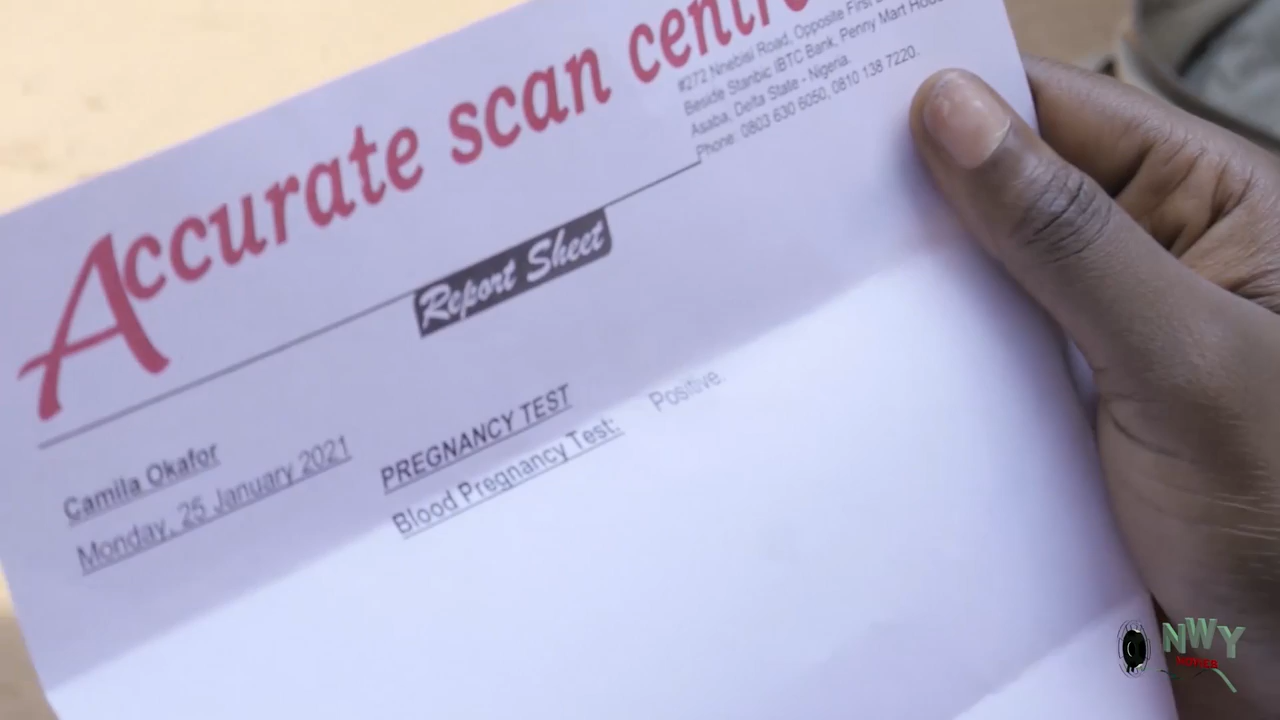 Accurate scan centre
#272 Nnebisi Road, Opposite First
Beside Stanbic IBTC Bank, Penny Mart House
Asaba, Delta State - Nigeria.
Phone: 0803 630 6050, 0810 138 7220.
Report Sheet
Camila Okafor
Monday, 25 January 2021
PREGNANCY TEST
Blood Pregnancy Test: Positive.
NWY